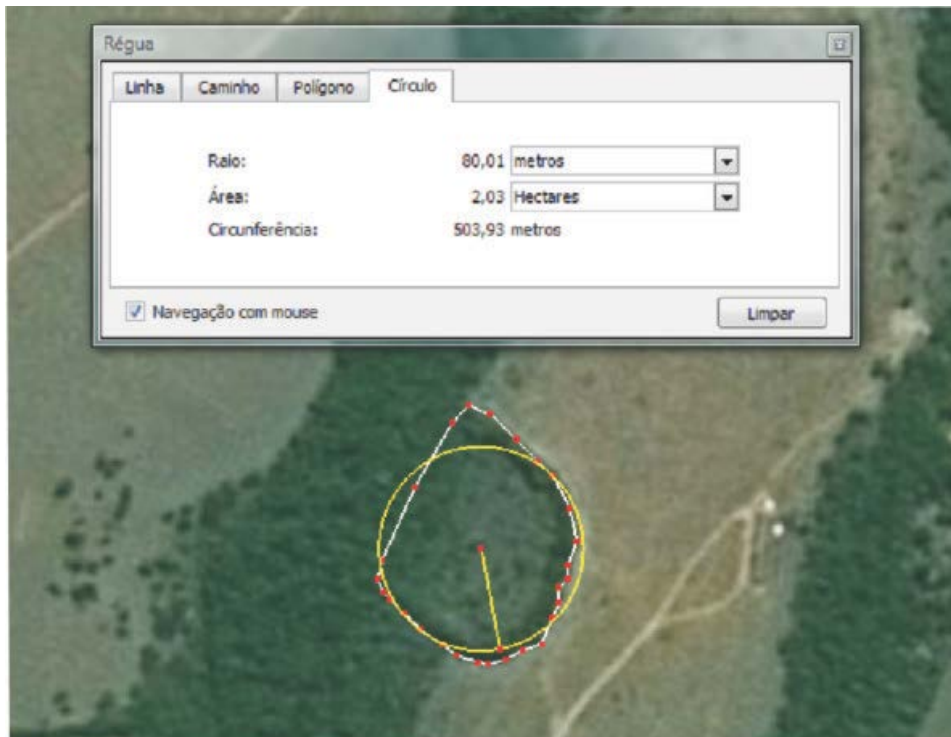 Régua
Linha Caminho Polígono Círculo
Raio: 80,01 metros
Área: 2,03 Hectares
Circunferência: 503,93 metros
Navegação com mouse Limpar